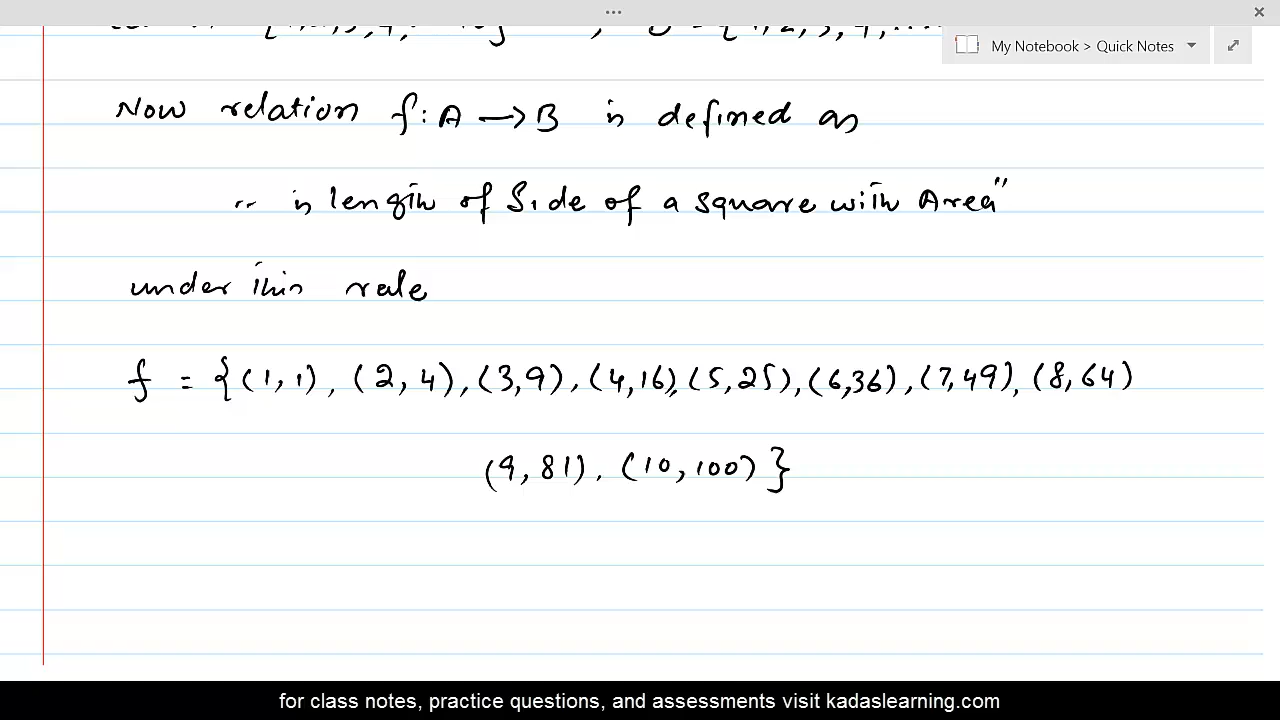 ...
My Notebook > Quick Notes
Now relation f: A → B is defined as
" is length of Side of a square with Area"
under this rule
f = {(1,1), (2,4), (3,9), (4,16), (5,25), (6,36), (7,49), (8,64)
(9,81), (10,100)}
for class notes, practice questions, and assessments visit kadaslearning.com